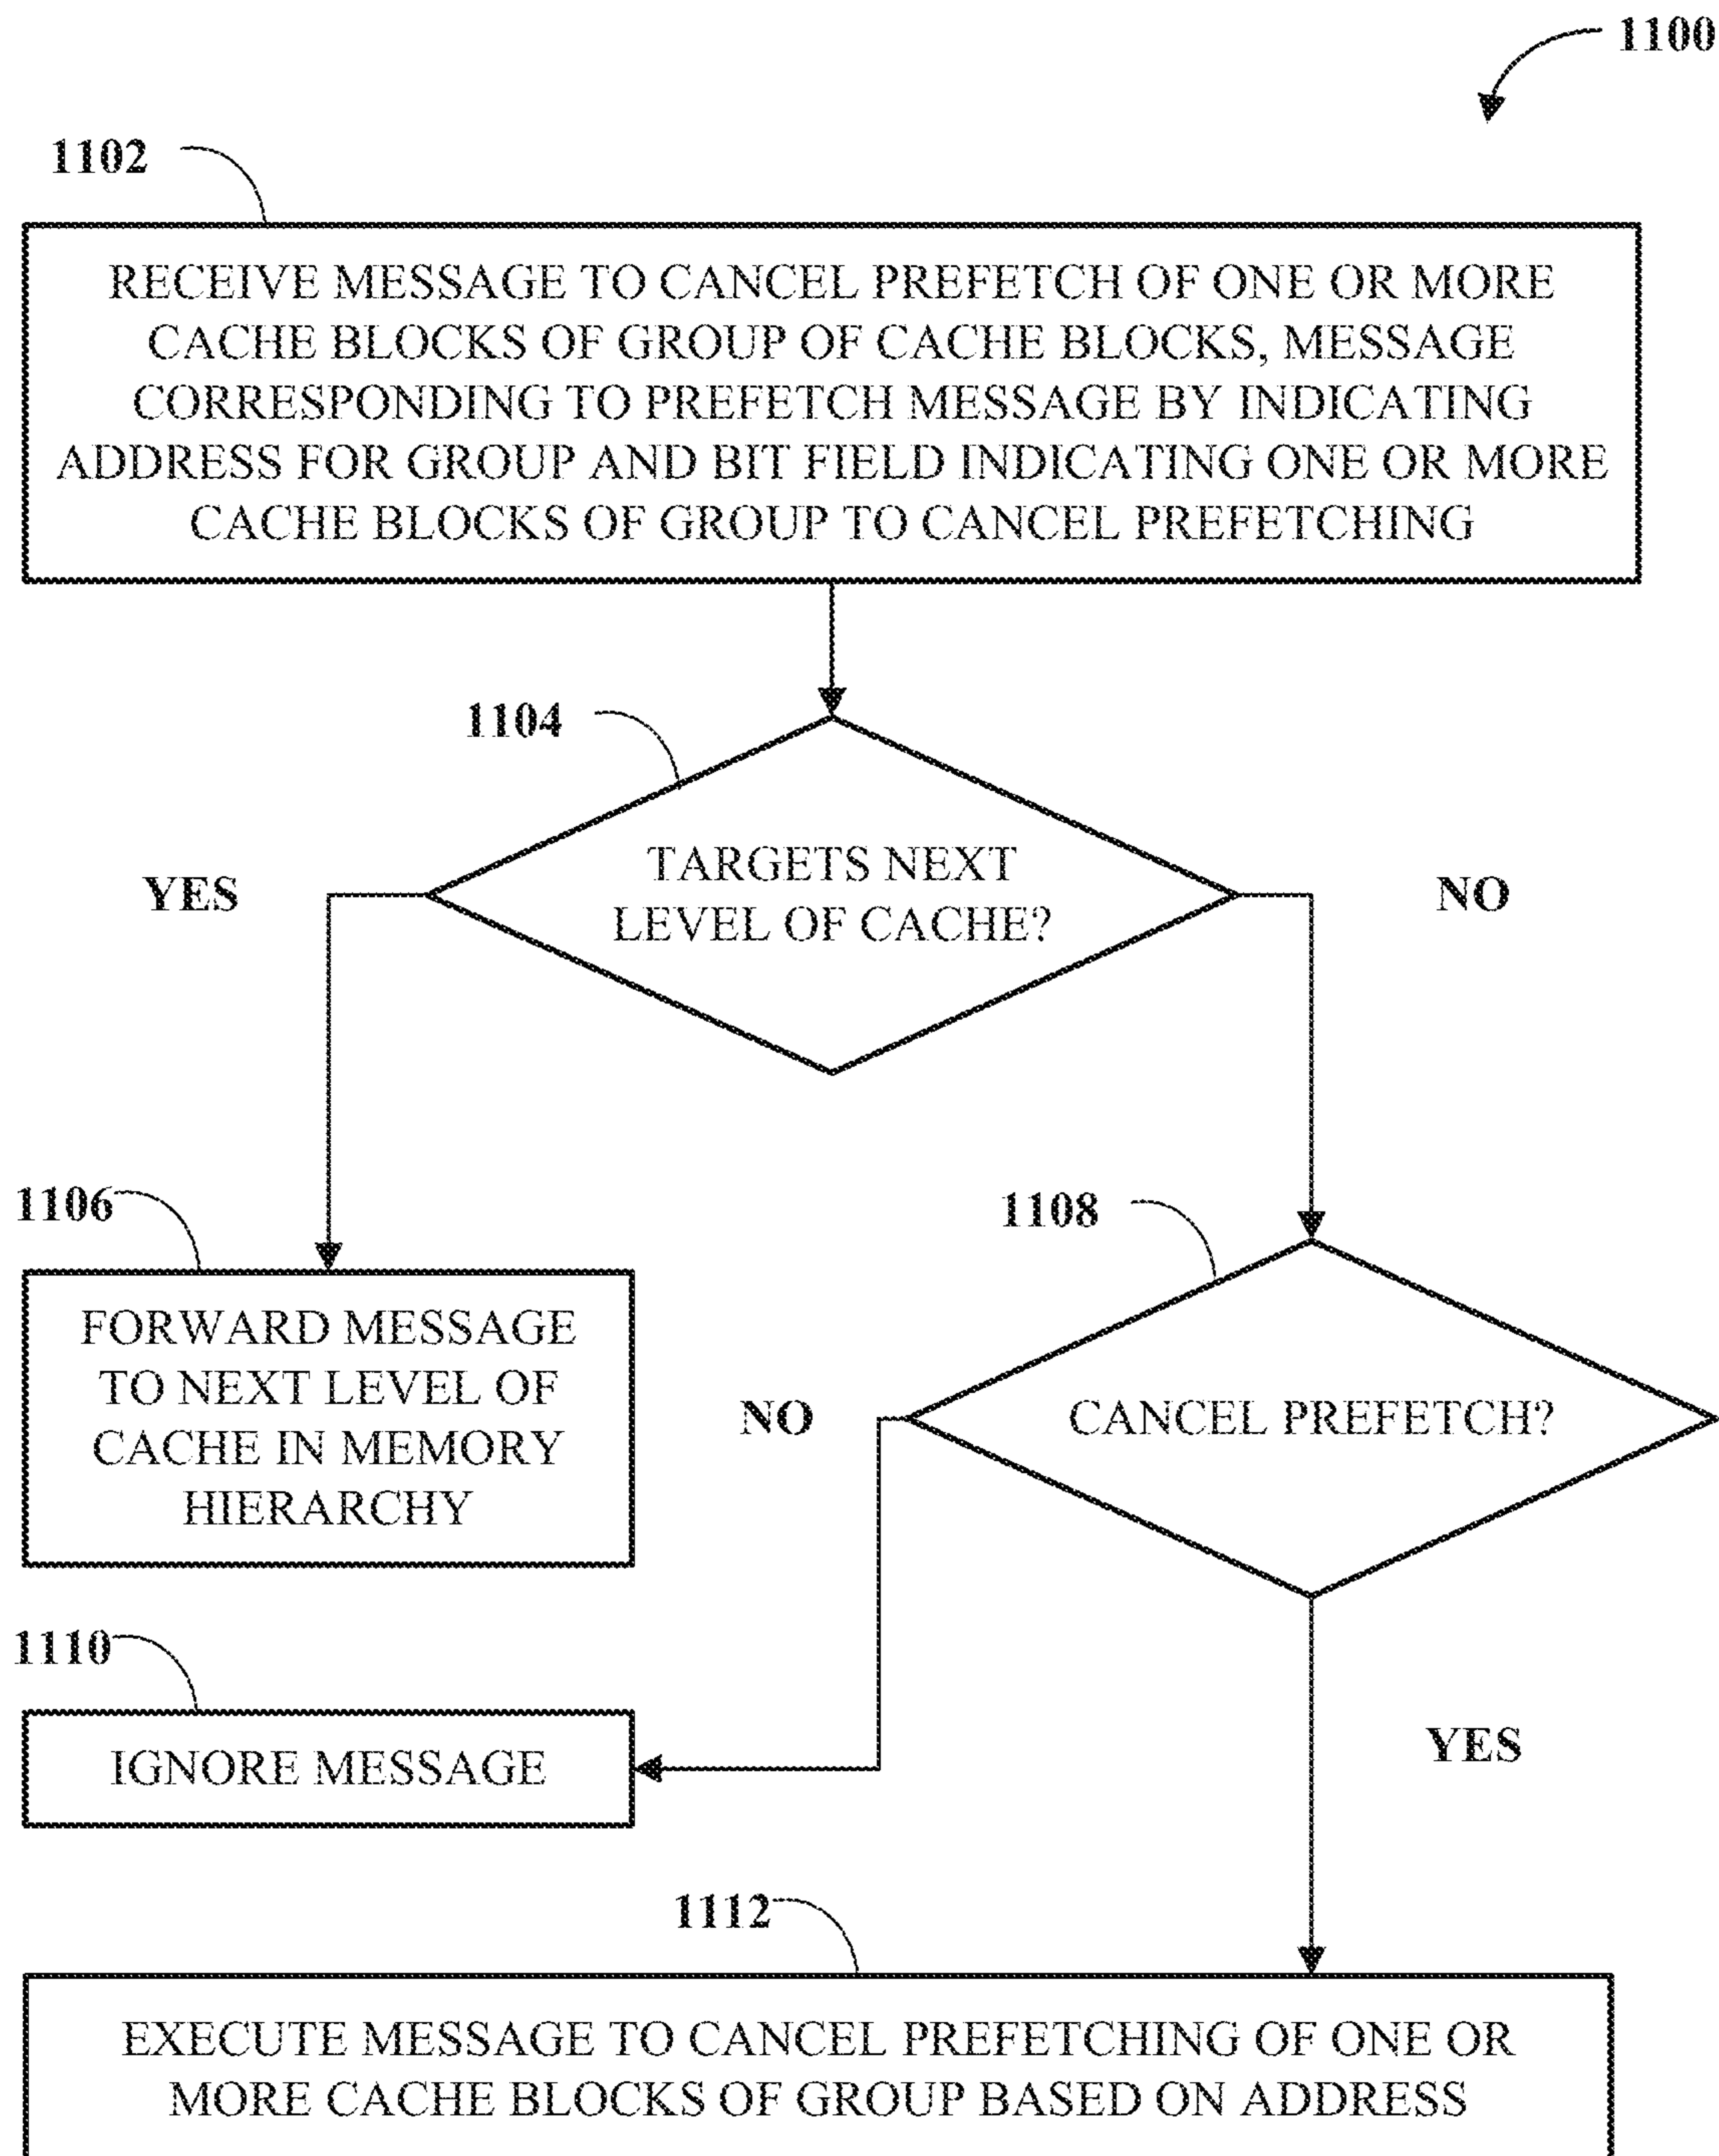 1100
1102
RECEIVE MESSAGE TO CANCEL PREFETCH OF ONE OR MORE
CACHE BLOCKS OF GROUP OF CACHE BLOCKS, MESSAGE
CORRESPONDING TO PREFETCH MESSAGE BY INDICATING
ADDRESS FOR GROUP AND BIT FIELD INDICATING ONE OR MORE
CACHE BLOCKS OF GROUP TO CANCEL PREFETCHING
1104
TARGETS NEXT
LEVEL OF CACHE?
YES
NO
1106
FORWARD MESSAGE
TO NEXT LEVEL OF
CACHE IN MEMORY
HIERARCHY
1108
CANCEL PREFETCH?
NO
YES
1110
IGNORE MESSAGE
1112
EXECUTE MESSAGE TO CANCEL PREFETCHING OF ONE OR
MORE CACHE BLOCKS OF GROUP BASED ON ADDRESS